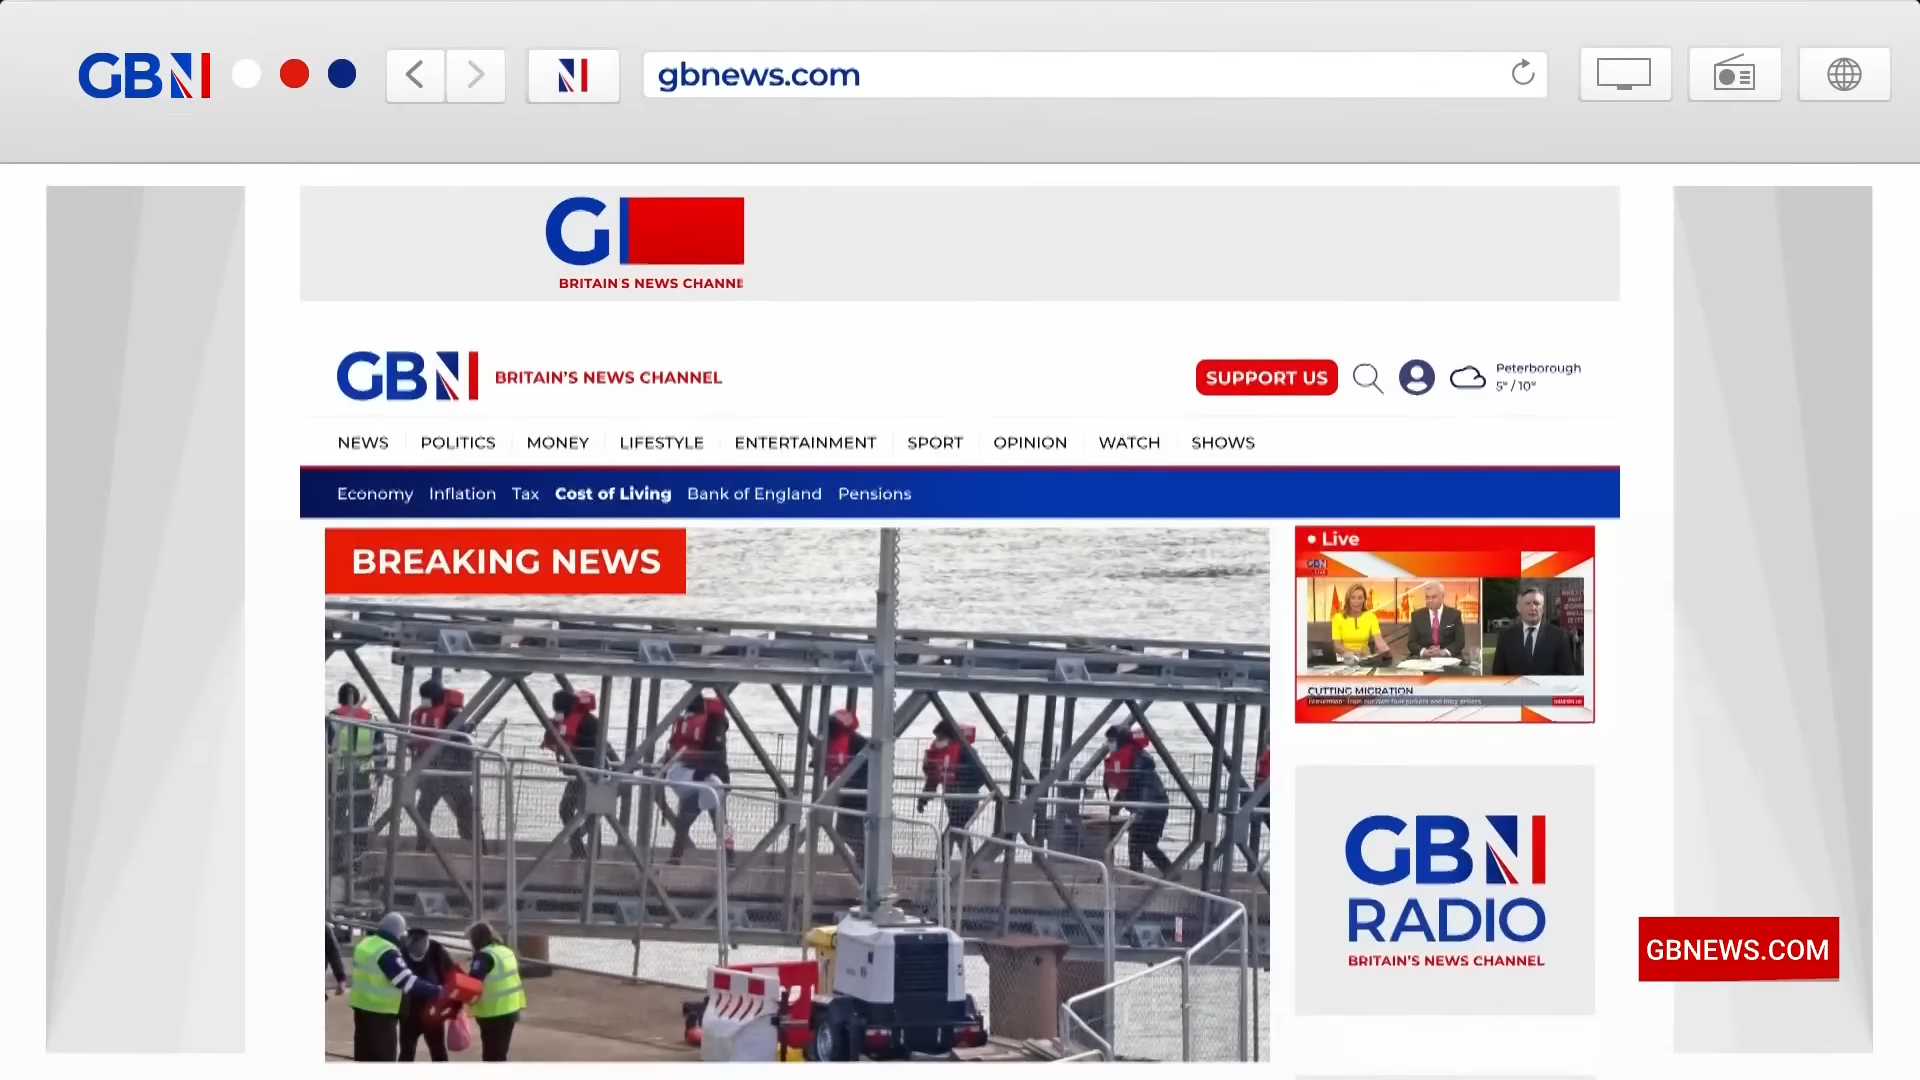 GBN
gbnews.com
G
BRITAIN'S NEWS CHANNE
GBN BRITAIN'S NEWS CHANNEL
SUPPORT US
Peterborough
5° / 10°
NEWS POLITICS MONEY LIFESTYLE ENTERTAINMENT SPORT OPINION WATCH SHOWS
Economy Inflation Tax Cost of Living Bank of England Pensions
BREAKING NEWS
Live
GBN
CUTTING MIGRATION
GBN
RADIO
BRITAIN'S NEWS CHANNEL
GBNEWS.COM